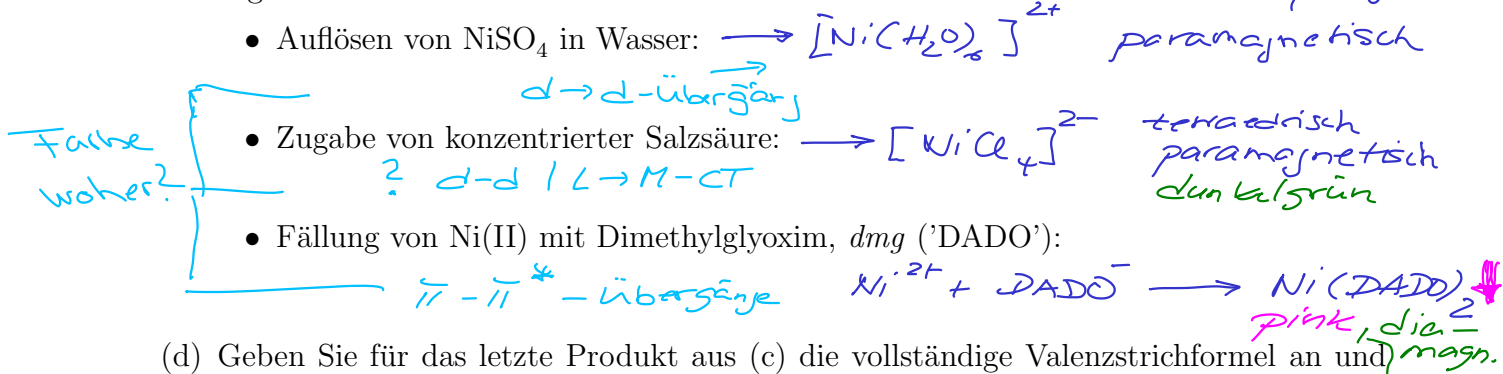 • Auflösen von NiSO₄ in Wasser: ⟶ [Ni(H₂O)₆]²⁺ paramagnetisch
d→d-Übergäng
• Zugabe von konzentrierter Salzsäure: ⟶ [NiCl₄]²⁻ tetraedrisch
paramagnetisch
Farbe
woher?
? d-d / L→M-CT
dunkelgrün
• Fällung von Ni(II) mit Dimethylglyoxim, dmg ('DADO'):
π-π*-Übergänge Ni²⁺ + DADO⁻ ⟶ Ni(DADO)₂↓
pink, dia-
magn.
(d) Geben Sie für das letzte Produkt aus (c) die vollständige Valenzstrichformel an und